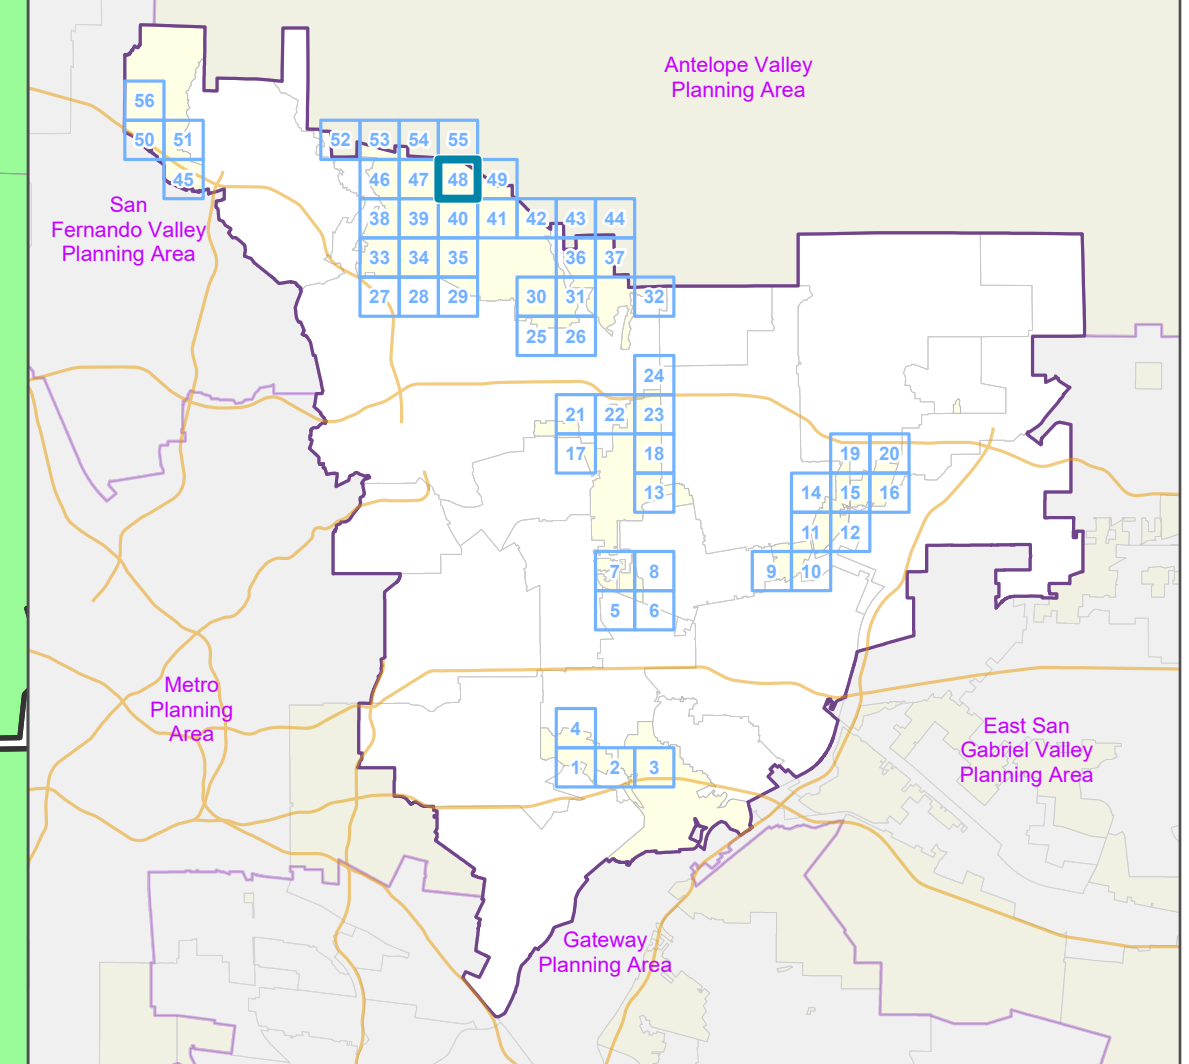 Antelope Valley
Planning Area
56
50 51
45
52 53 54 55
46 47 48 49
38 39 40 41 42 43 44
33 34 35 36 37
27 28 29 30 31 32
25 26
San
Fernando Valley
Planning Area
24
21 22 23
17 18
13
19 20
14 15 16
11 12
9 10
7 8
5 6
Metro
Planning
Area
4
1 2 3
East San
Gabriel Valley
Planning Area
Gateway
Planning Area